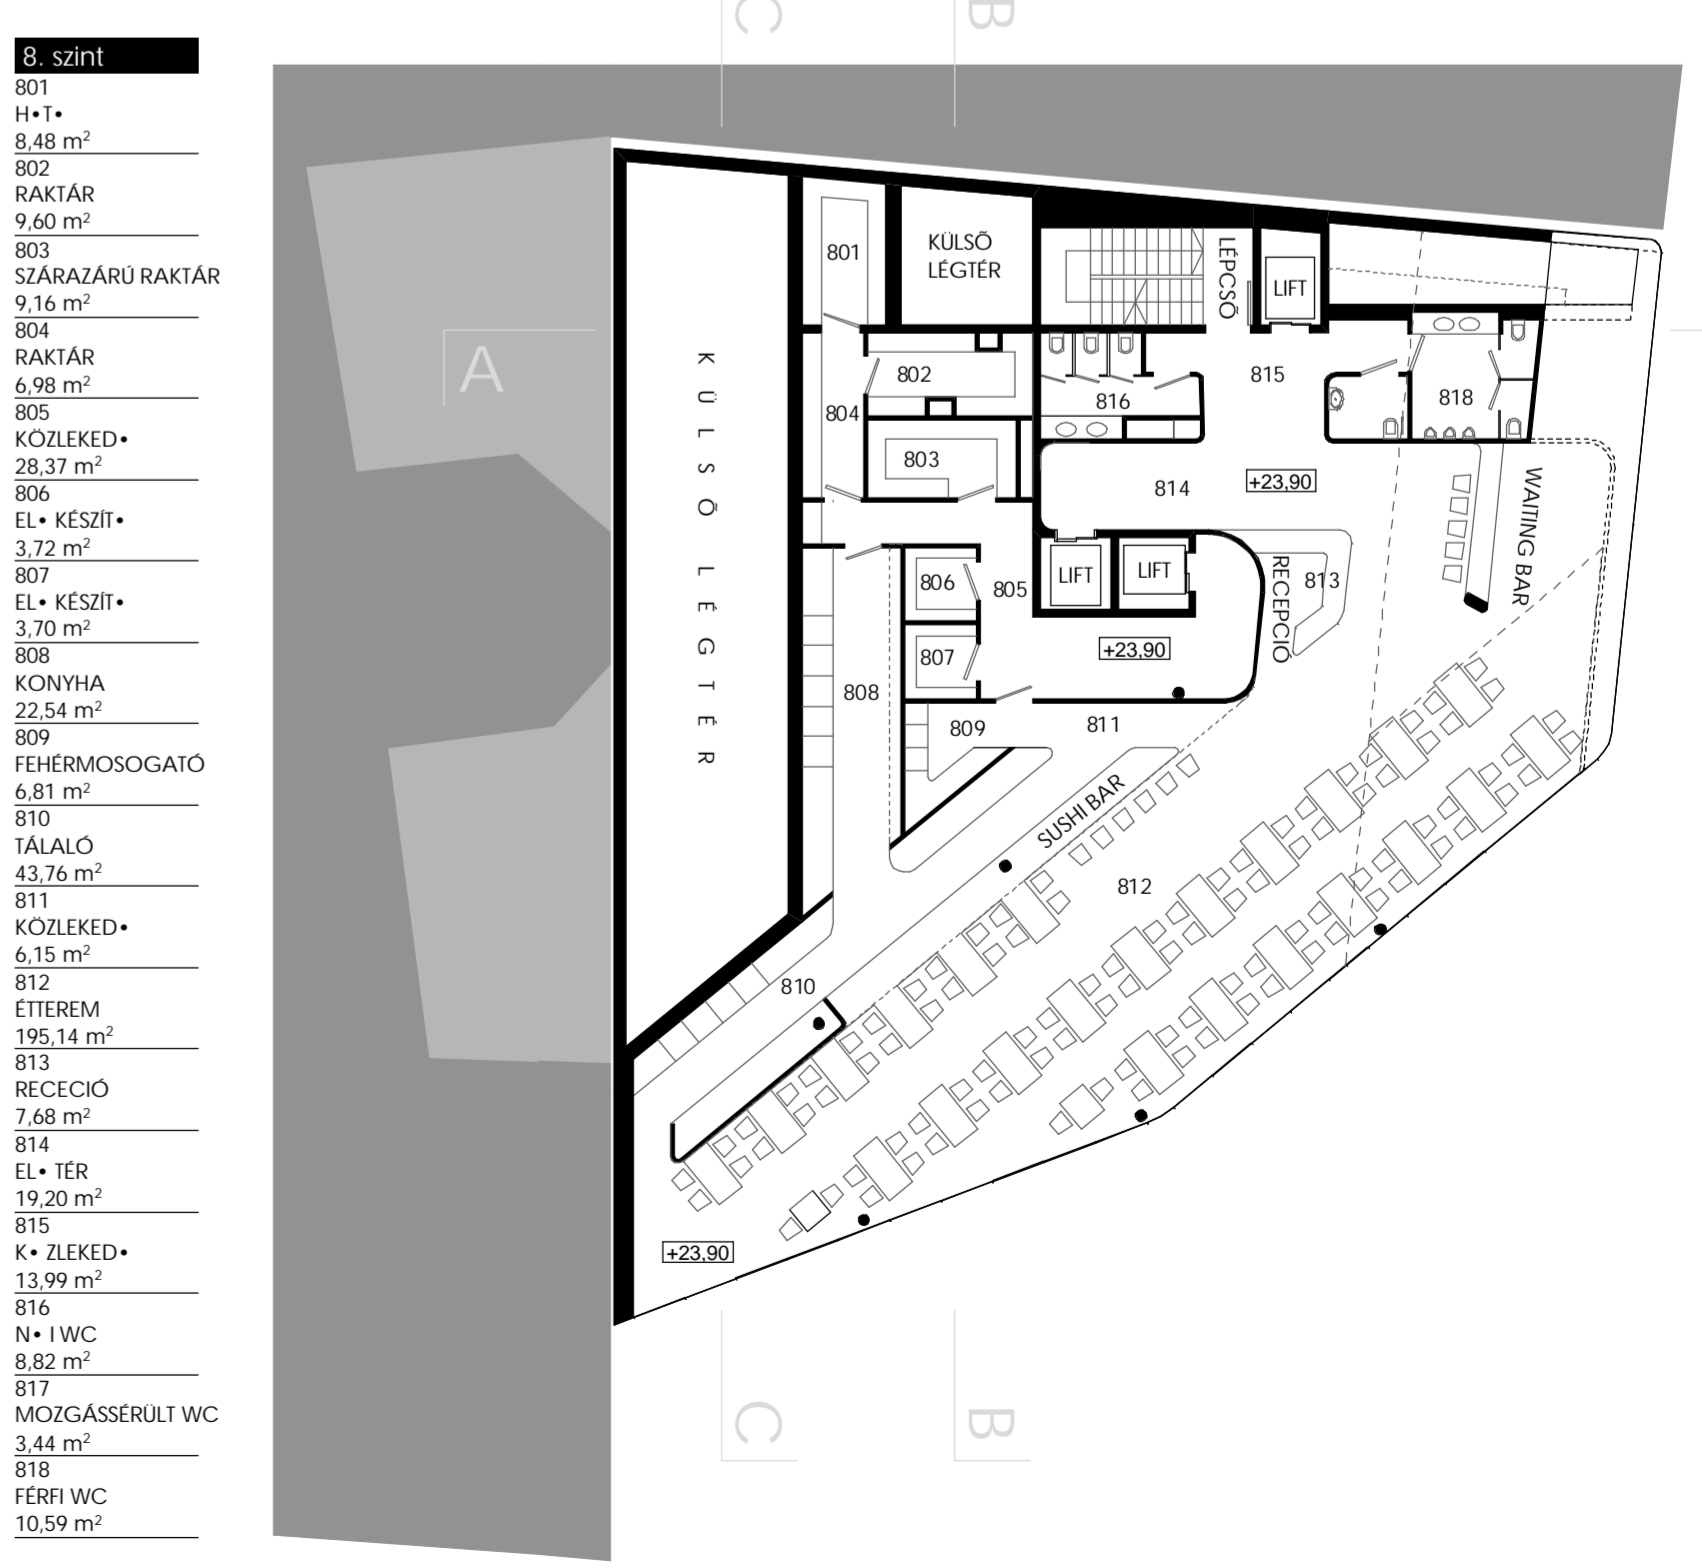 8. szint
801
H•T•
8,48 m²
802
RAKTÁR
9,60 m²
803
SZÁRAZÁRÚ RAKTÁR
9,16 m²
804
RAKTÁR
6,98 m²
805
KÖZLEKED•
28,37 m²
806
EL• KÉSZÍT•
3,72 m²
807
EL• KÉSZÍT•
3,70 m²
808
KONYHA
22,54 m²
809
FEHÉRMOSOGATÓ
6,81 m²
810
TÁLALÓ
43,76 m²
811
KÖZLEKED•
6,15 m²
812
ÉTTEREM
195,14 m²
813
RECECIÓ
7,68 m²
814
EL• TÉR
19,20 m²
815
K• ZLEKED•
13,99 m²
816
N• I WC
8,82 m²
817
MOZGÁSSÉRÜLT WC
3,44 m²
818
FÉRFI WC
10,59 m²
C
B
801
KÜLSÕ
LÉGTÉR
LÉPCSÕ
LIFT
A
KÜLSÕ LÉGTÉR
802
804
803
816
815
818
814
+23,90
WAITING BAR
806
805
LIFT
LIFT
RECEPCIÓ
813
807
+23,90
808
809
811
SUSHI BAR
812
810
+23,90
C
B